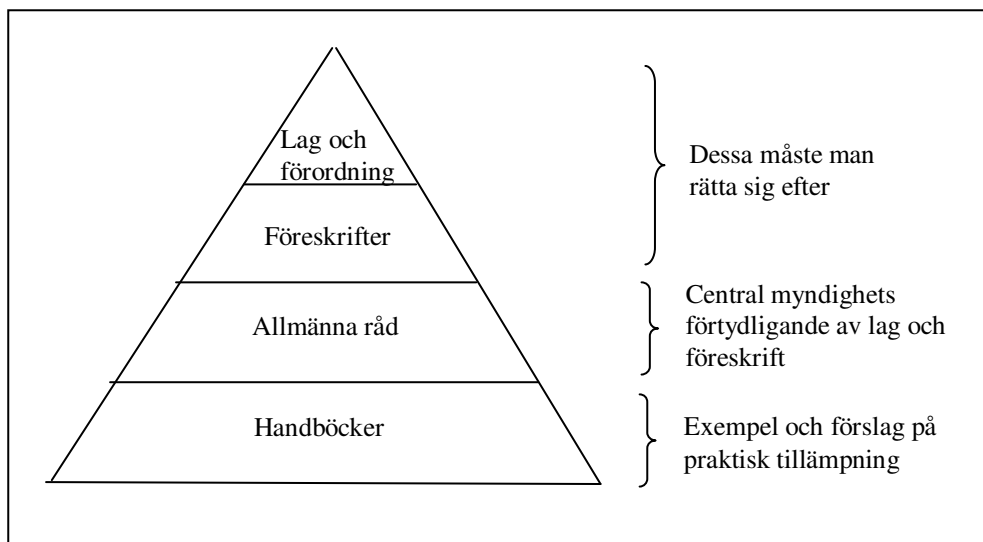 Lag och
förordning
Dessa måste man
rätta sig efter
Föreskrifter
Allmänna råd
Central myndighets
förtydligande av lag och
föreskrift
Handböcker
Exempel och förslag på
praktisk tillämpning